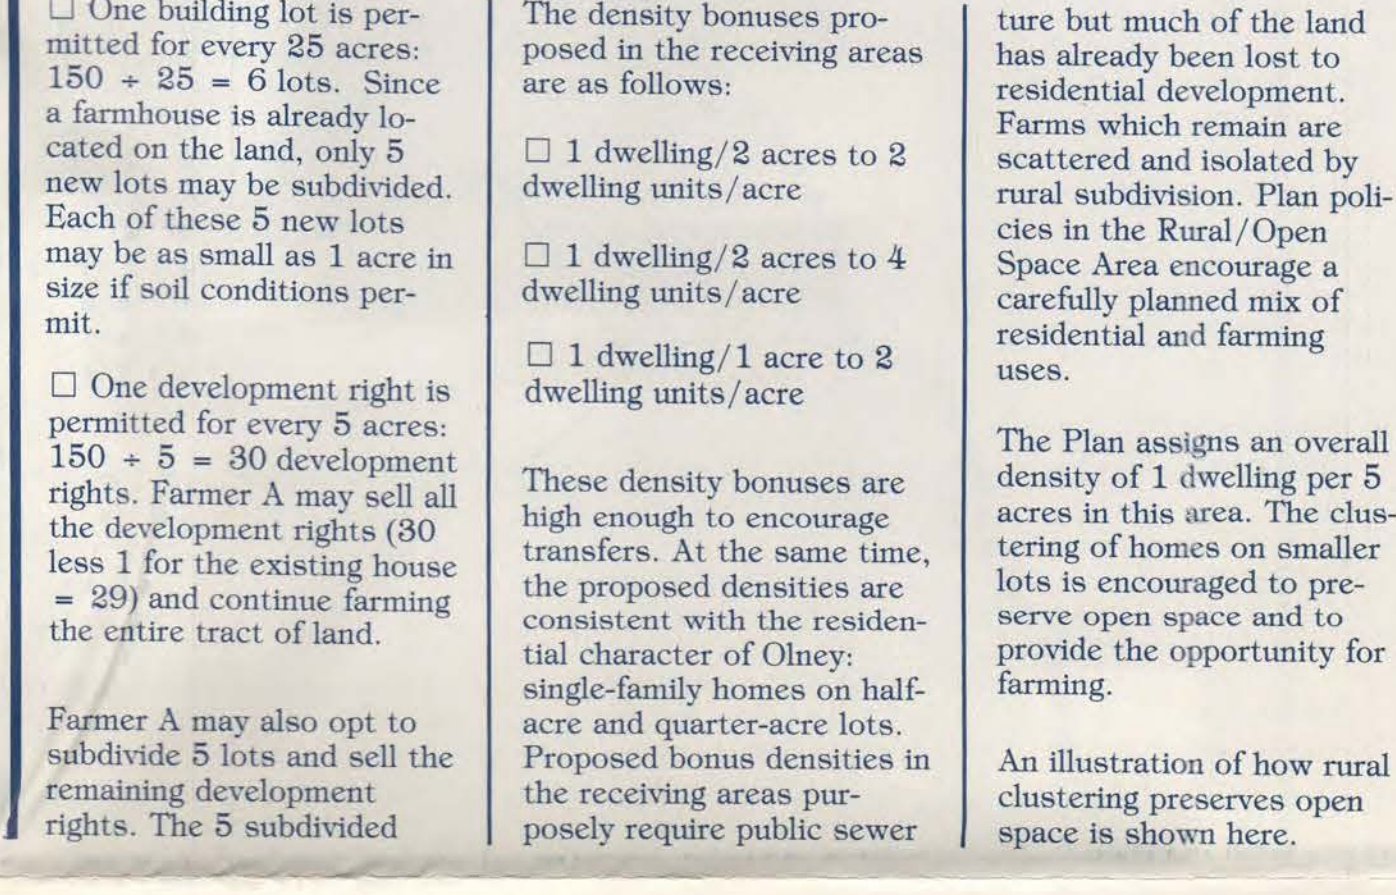 □ One building lot is per-
mitted for every 25 acres:
150 ÷ 25 = 6 lots. Since
a farmhouse is already lo-
cated on the land, only 5
new lots may be subdivided.
Each of these 5 new lots
may be as small as 1 acre in
size if soil conditions per-
mit.
□ One development right is
permitted for every 5 acres:
150 ÷ 5 = 30 development
rights. Farmer A may sell all
the development rights (30
less 1 for the existing house
= 29) and continue farming
the entire tract of land.
Farmer A may also opt to
subdivide 5 lots and sell the
remaining development
rights. The 5 subdivided
The density bonuses pro-
posed in the receiving areas
are as follows:
□ 1 dwelling/2 acres to 2
dwelling units/acre
□ 1 dwelling/2 acres to 4
dwelling units/acre
□ 1 dwelling/1 acre to 2
dwelling units/acre
These density bonuses are
high enough to encourage
transfers. At the same time,
the proposed densities are
consistent with the residen-
tial character of Olney:
single-family homes on half-
acre and quarter-acre lots.
Proposed bonus densities in
the receiving areas pur-
posely require public sewer
ture but much of the land
has already been lost to
residential development.
Farms which remain are
scattered and isolated by
rural subdivision. Plan poli-
cies in the Rural/Open
Space Area encourage a
carefully planned mix of
residential and farming
uses.
The Plan assigns an overall
density of 1 dwelling per 5
acres in this area. The clus-
tering of homes on smaller
lots is encouraged to pre-
serve open space and to
provide the opportunity for
farming.
An illustration of how rural
clustering preserves open
space is shown here.